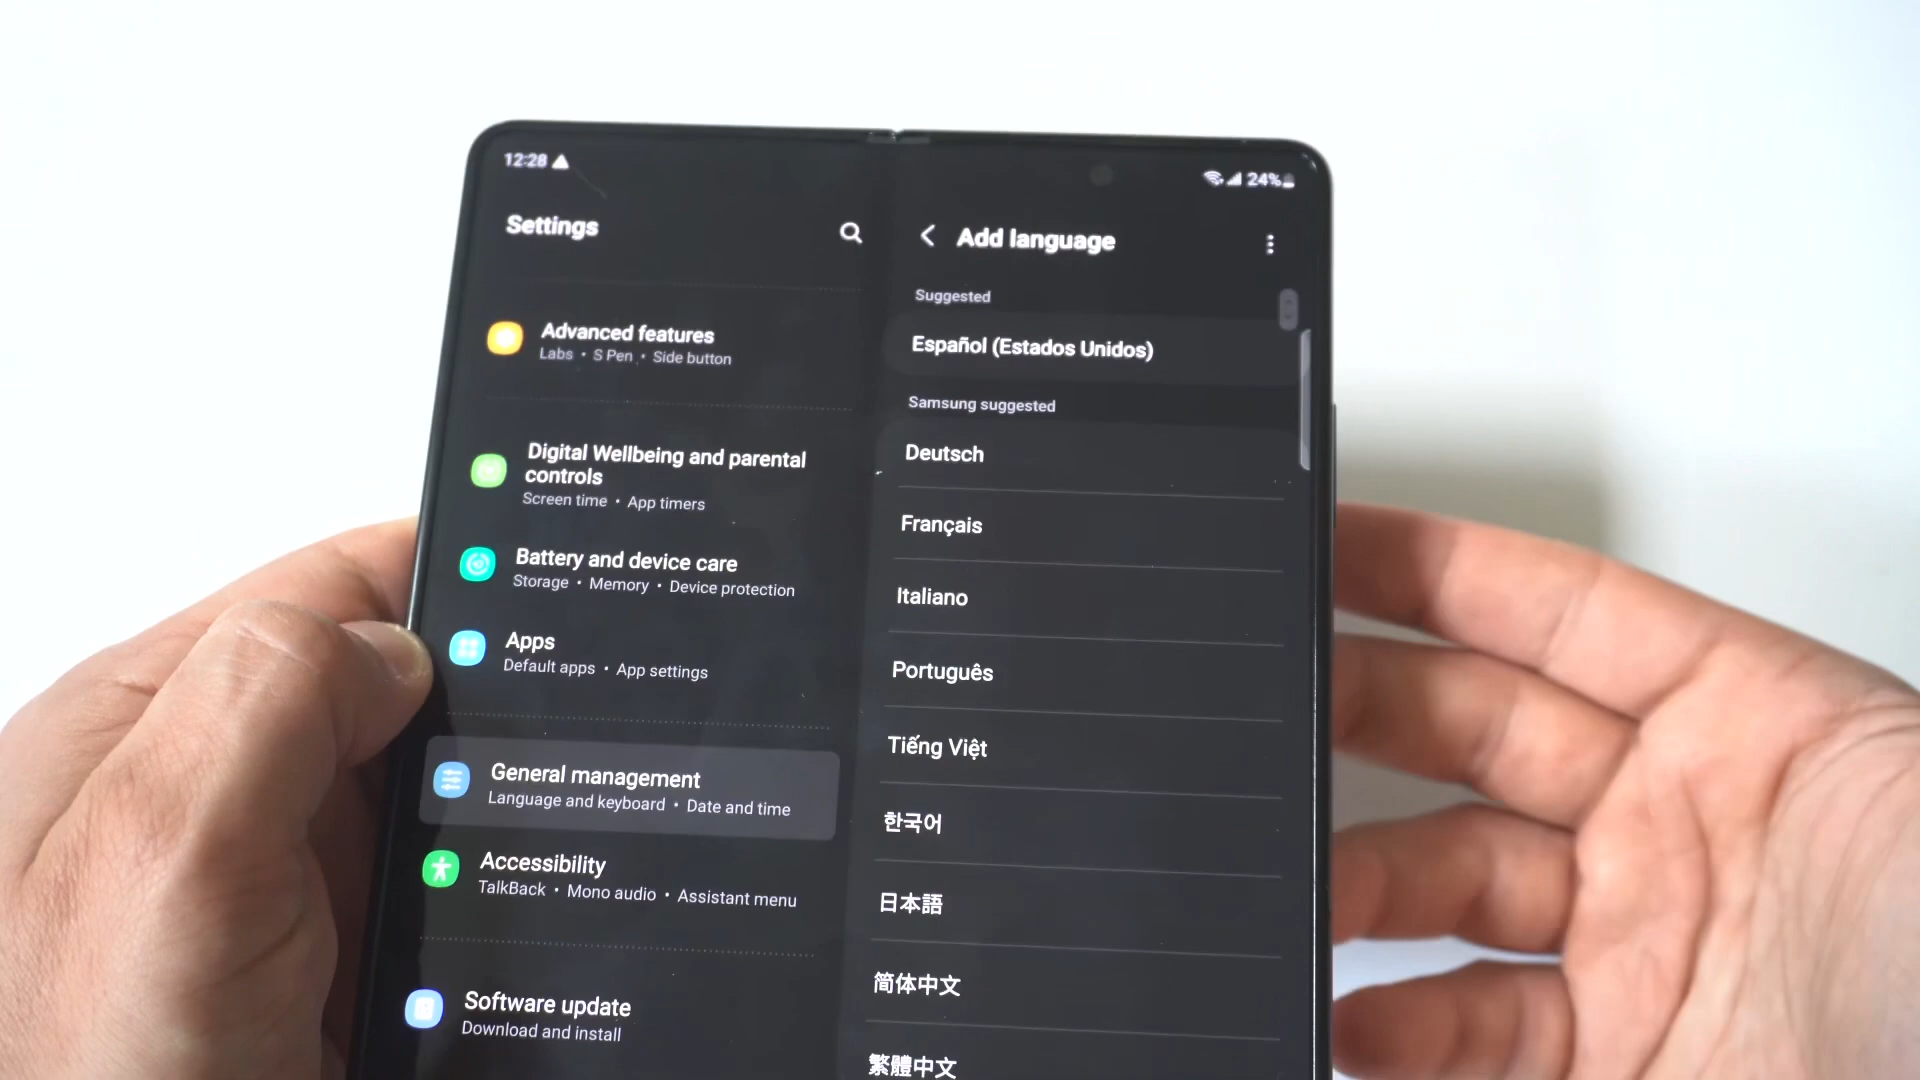 12:28
24%
Settings
Advanced features
Labs • S Pen • Side button
Digital Wellbeing and parental
controls
Screen time • App timers
Battery and device care
Storage • Memory • Device protection
Apps
Default apps • App settings
General management
Language and keyboard • Date and time
Accessibility
TalkBack • Mono audio • Assistant menu
Software update
Download and install
Add language
Suggested
Español (Estados Unidos)
Samsung suggested
Deutsch
Français
Italiano
Português
Tiếng Việt
한국어
日本語
简体中文
繁體中文